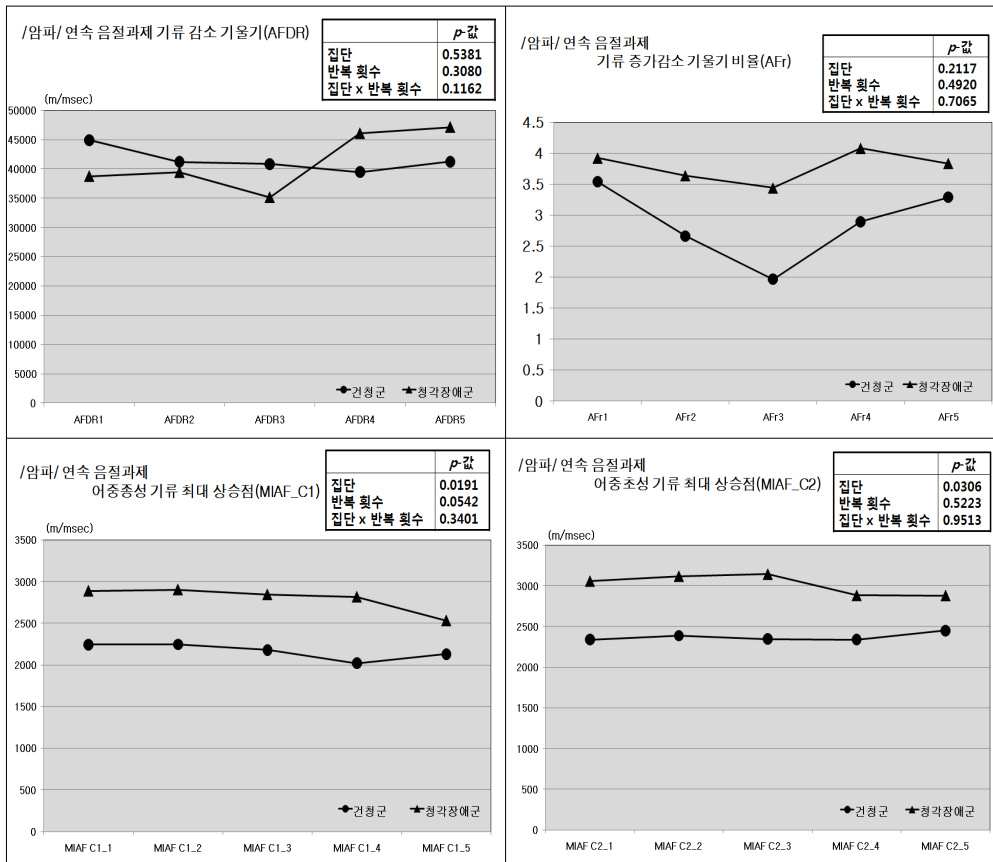 /암파/ 연속 음절과제 기류 감소 기울기(AFDR)
p-값
집단 0.5381
반복 횟수 0.3080
집단 x 반복 횟수 0.1162
(m/msec)
50000
45000
40000
35000
30000
25000
20000
15000
10000
5000
0
건청군 청각장애군
AFDR1 AFDR2 AFDR3 AFDR4 AFDR5
/암파/ 연속 음절과제
기류 증가감소 기울기 비율(AFr)
p-값
집단 0.2117
반복 횟수 0.4920
집단 x 반복 횟수 0.7065
4.5
4
3.5
3
2.5
2
1.5
1
0.5
0
건청군 청각장애군
AFr1 AFr2 AFr3 AFr4 AFr5
/암파/ 연속 음절과제
어중종성 기류 최대 상승점(MIAF_C1)
p-값
집단 0.0191
반복 횟수 0.0542
집단 x 반복 횟수 0.3401
(m/msec)
3500
3000
2500
2000
1500
1000
500
0
건청군 청각장애군
MIAF C1_1 MIAF C1_2 MIAF C1_3 MIAF C1_4 MIAF C1_5
/암파/ 연속 음절과제
어중초성 기류 최대 상승점(MIAF_C2)
p-값
집단 0.0306
반복 횟수 0.5223
집단 x 반복 횟수 0.9513
(m/msec)
3500
3000
2500
2000
1500
1000
500
0
건청군 청각장애군
MIAF C2_1 MIAF C2_2 MIAF C2_3 MIAF C2_4 MIAF C2_5